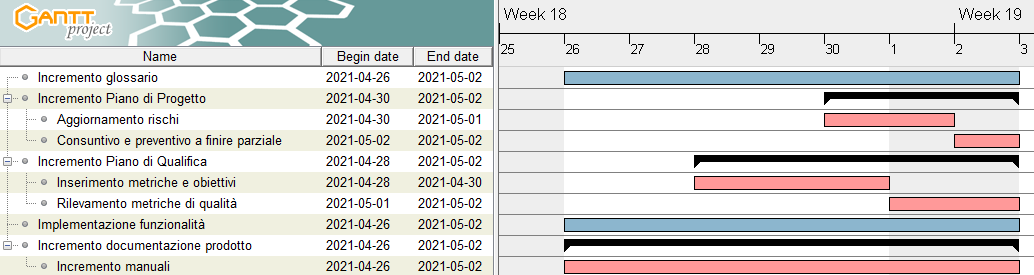 GANTT project
Week 18 Week 19
25 26 27 28 29 30 1 2 3
Name Begin date End date
Incremento glossario 2021-04-26 2021-05-02
Incremento Piano di Progetto 2021-04-30 2021-05-02
Aggiornamento rischi 2021-04-30 2021-05-01
Consuntivo e preventivo a finire parziale 2021-05-02 2021-05-02
Incremento Piano di Qualifica 2021-04-28 2021-05-02
Inserimento metriche e obiettivi 2021-04-28 2021-04-30
Rilevamento metriche di qualità 2021-05-01 2021-05-02
Implementazione funzionalità 2021-04-26 2021-05-02
Incremento documentazione prodotto 2021-04-26 2021-05-02
Incremento manuali 2021-04-26 2021-05-02